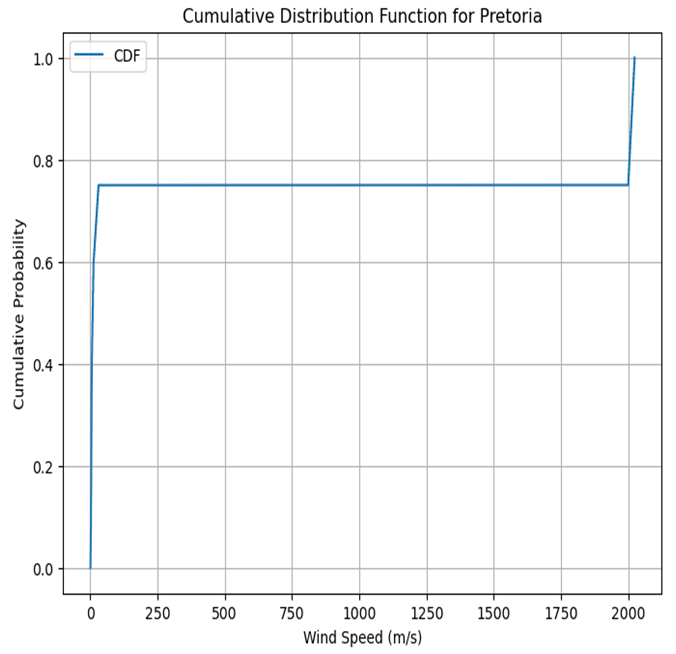 Cumulative Distribution Function for Pretoria
CDF
1.0
0.8
0.6
0.4
0.2
0.0
Cumulative Probability
0 250 500 750 1000 1250 1500 1750 2000
Wind Speed (m/s)